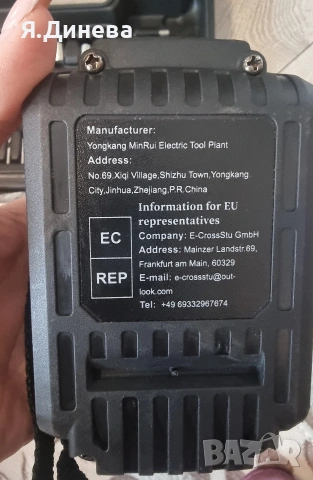 Я.Динева
Manufacturer:
Yongkang MinRui Electric Tool Plant
Address:
No.69,Xiqi Village,Shizhu Town,Yongkang
City,Jinhua,Zhejiang,P.R,China
Information for EU
representatives
EC
REP
Company: E-CrossStu GmbH
Address: Mainzer Landstr.69,
Frankfurt am Main, 60329
E-mail: e-crossstu@out-
look.com
Tel: +49 69332967674
BAZAR